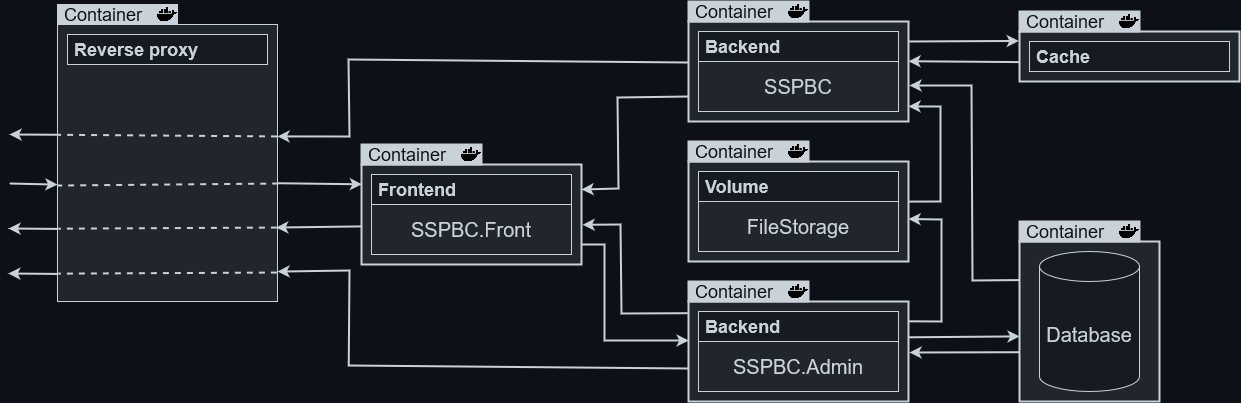 Container
Reverse proxy
Container
Frontend
SSPBC.Front
Container
Backend
SSPBC
Container
Volume
FileStorage
Container
Backend
SSPBC.Admin
Container
Cache
Container
Database